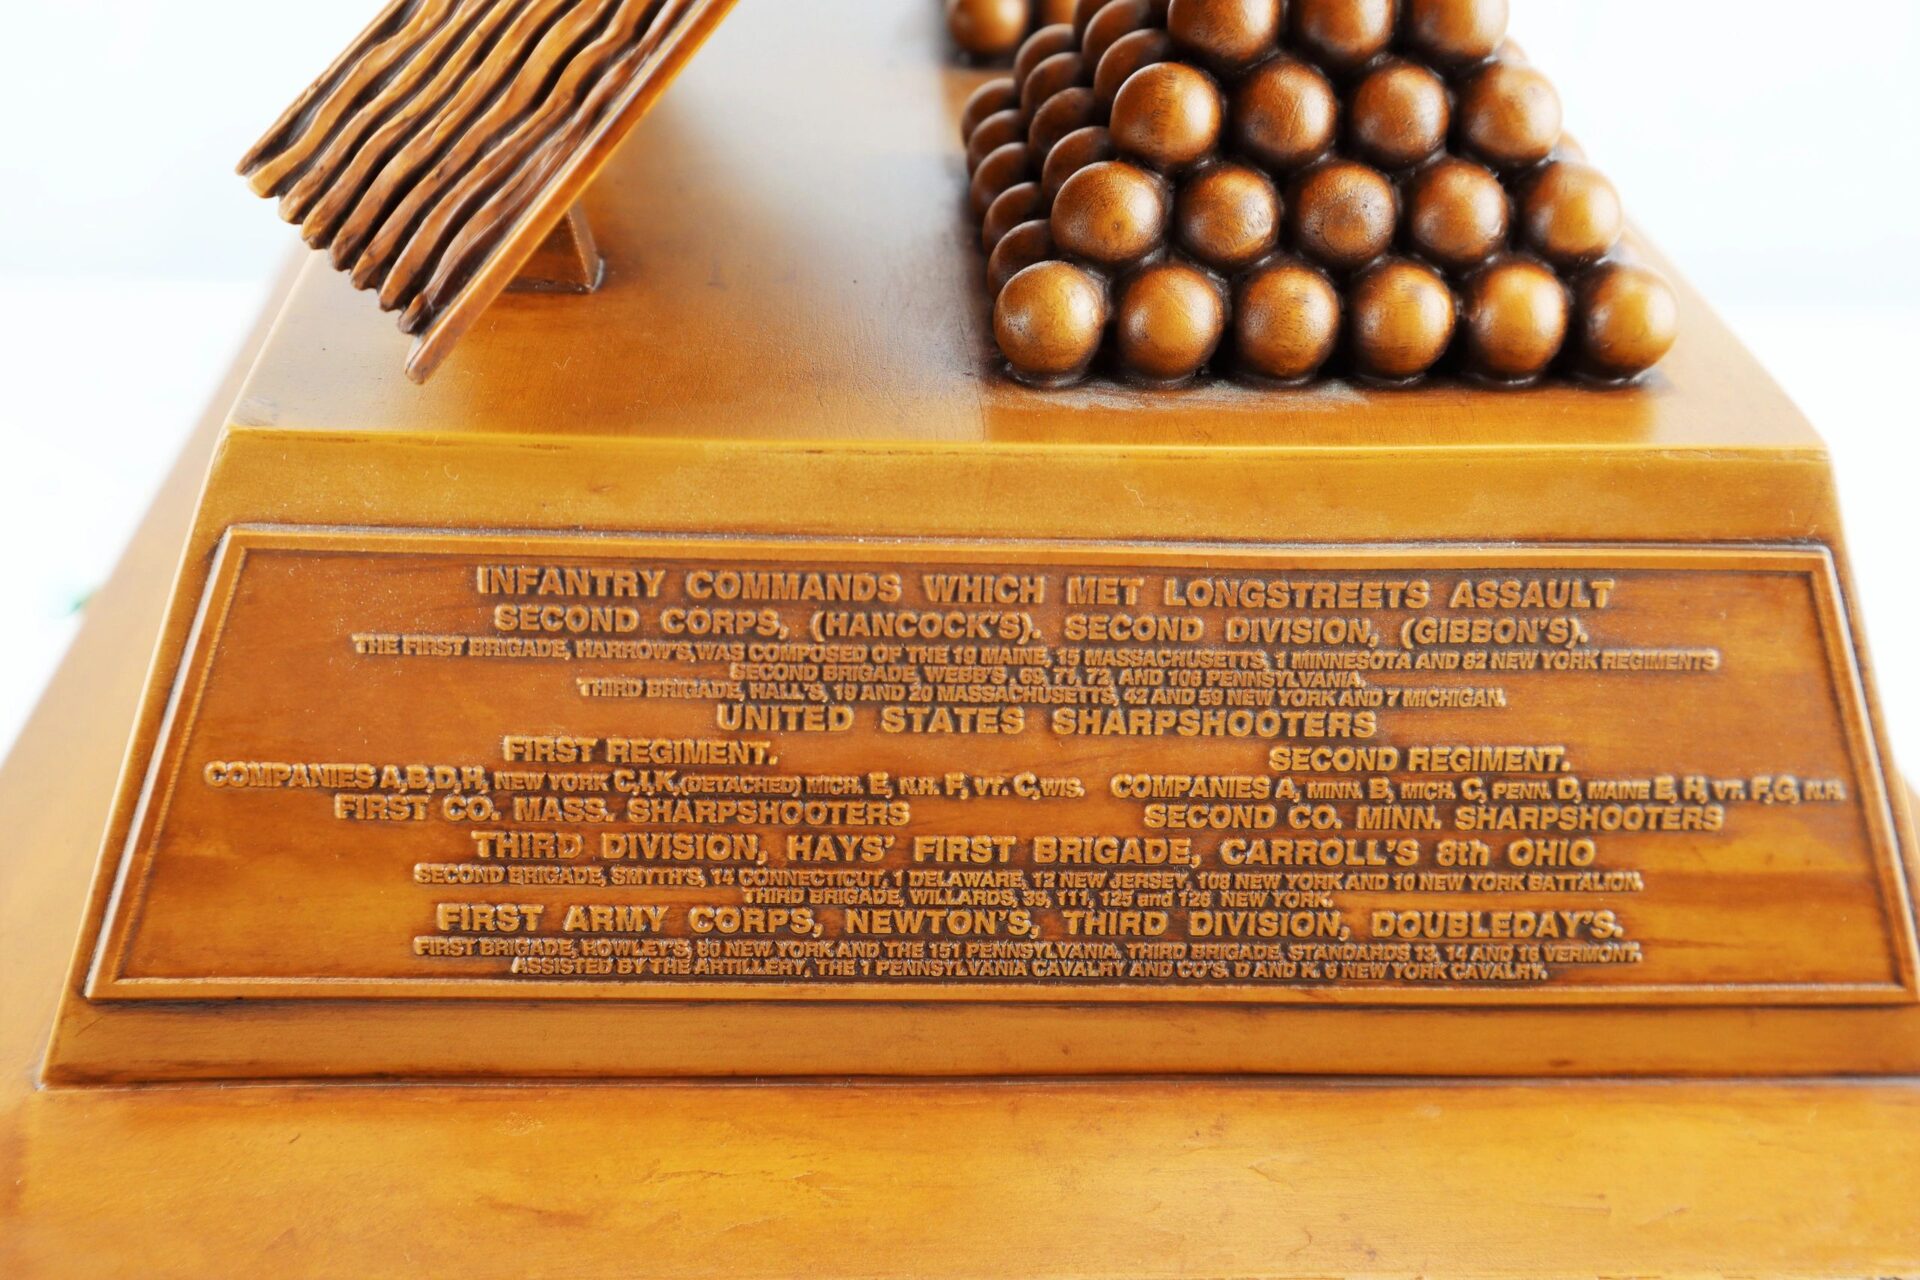 INFANTRY COMMANDS WHICH MET LONGSTREETS ASSAULT
SECOND CORPS, (HANCOCK'S). SECOND DIVISION, (GIBBON'S).
THE FIRST BRIGADE, HARROW'S, WAS COMPOSED OF THE 19 MAINE, 15 MASSACHUSETTS, 1 MINNESOTA AND 82 NEW YORK REGIMENTS
SECOND BRIGADE, WEBB'S, 69, 71, 72, AND 106 PENNSYLVANIA,
THIRD BRIGADE, HALL'S, 19 AND 20 MASSACHUSETTS, 42 AND 59 NEW YORK AND 7 MICHIGAN.
UNITED STATES SHARPSHOOTERS
FIRST REGIMENT. SECOND REGIMENT.
COMPANIES A,B,D,H, NEW YORK C,I,K, (DETACHED) MICH. E, N.H. F, VT. C, WIS. COMPANIES A, MINN. B, MICH. C, PENN. D, MAINE E, H, VT. F,G, N.H.
FIRST CO. MASS. SHARPSHOOTERS SECOND CO. MINN. SHARPSHOOTERS
THIRD DIVISION, HAYS' FIRST BRIGADE, CARROLL'S 8th OHIO
SECOND BRIGADE, SMYTH'S, 14 CONNECTICUT, 1 DELAWARE, 12 NEW JERSEY, 108 NEW YORK AND 10 NEW YORK BATTALION.
THIRD BRIGADE, WILLARDS, 39, 111, 125 and 126 NEW YORK.
FIRST ARMY CORPS, NEWTON'S, THIRD DIVISION, DOUBLEDAY'S.
FIRST BRIGADE, ROWLEY'S, 80 NEW YORK AND THE 151 PENNSYLVANIA, THIRD BRIGADE, STANDARDS 13, 14 AND 16 VERMONT.
ASSISTED BY THE ARTILLERY, THE 1 PENNSYLVANIA CAVALRY AND CO'S. D AND K. 6 NEW YORK CAVALRY.